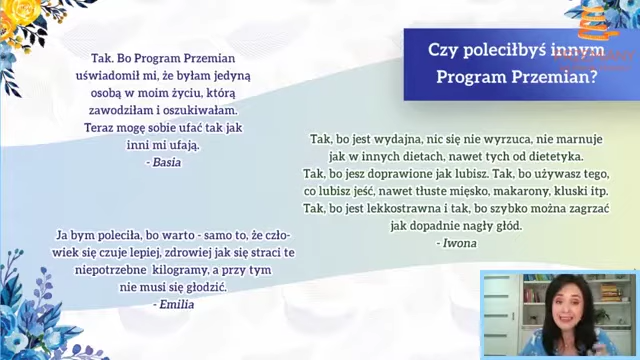 Czy poleciłbyś innym
Program Przemian?
Tak. Bo Program Przemian
uświadomił mi, że byłam jedyną
osobą w moim życiu, którą
zawodziłam i oszukiwałam.
Teraz mogę sobie ufać tak jak
inni mi ufają.
- Basia
Tak, bo jest wydajna, nic się nie wyrzuca, nie marnuje
jak w innych dietach, nawet tych od dietetyka.
Tak, bo jesz doprawione jak lubisz. Tak, bo używasz tego,
co lubisz jeść, nawet tłuste mięsko, makarony, kluski itp.
Tak, bo jest lekkostrawna i tak, bo szybko można zagrzać
jak dopadnie nagły głód.
- Iwona
Ja bym poleciła, bo warto - samo to, że czło-
wiek się czuje lepiej, zdrowiej jak się straci te
niepotrzebne kilogramy, a przy tym
nie musi się głodzić.
- Emilia